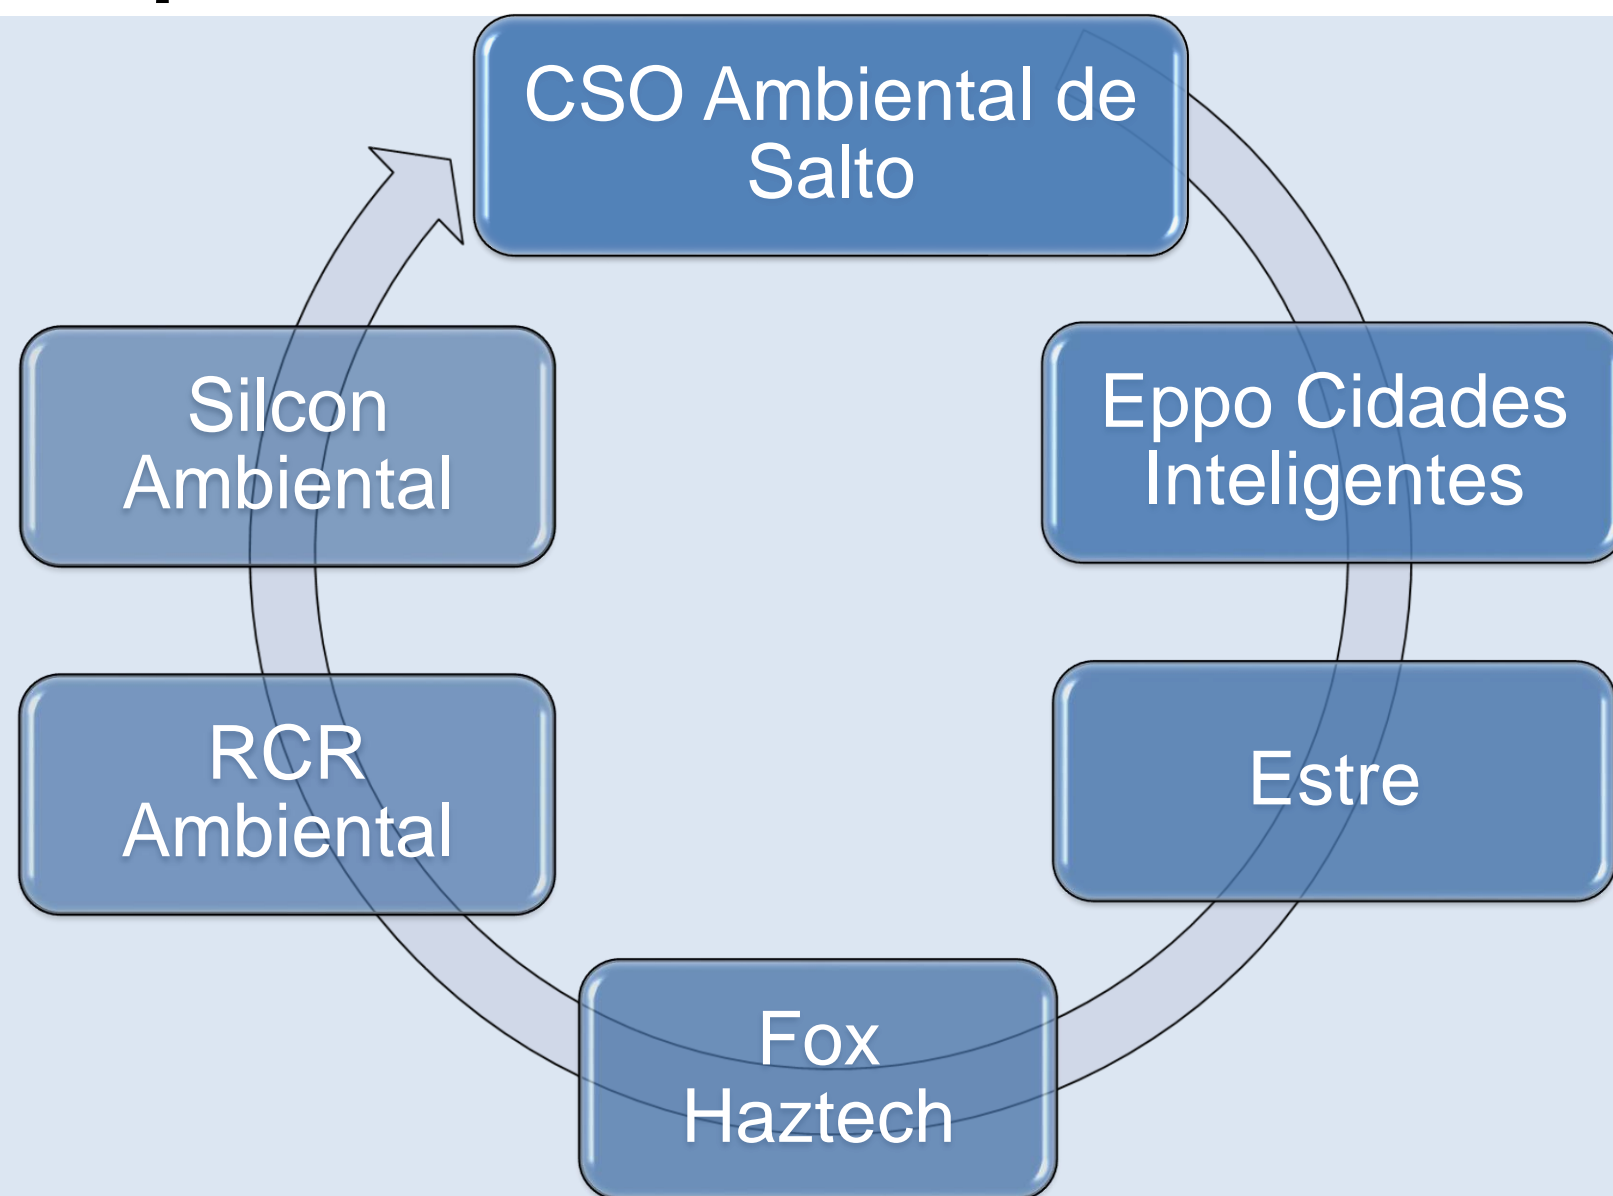 CSO Ambiental de
Salto
Eppo Cidades
Inteligentes
Estre
Fox
Haztech
RCR
Ambiental
Silcon
Ambiental